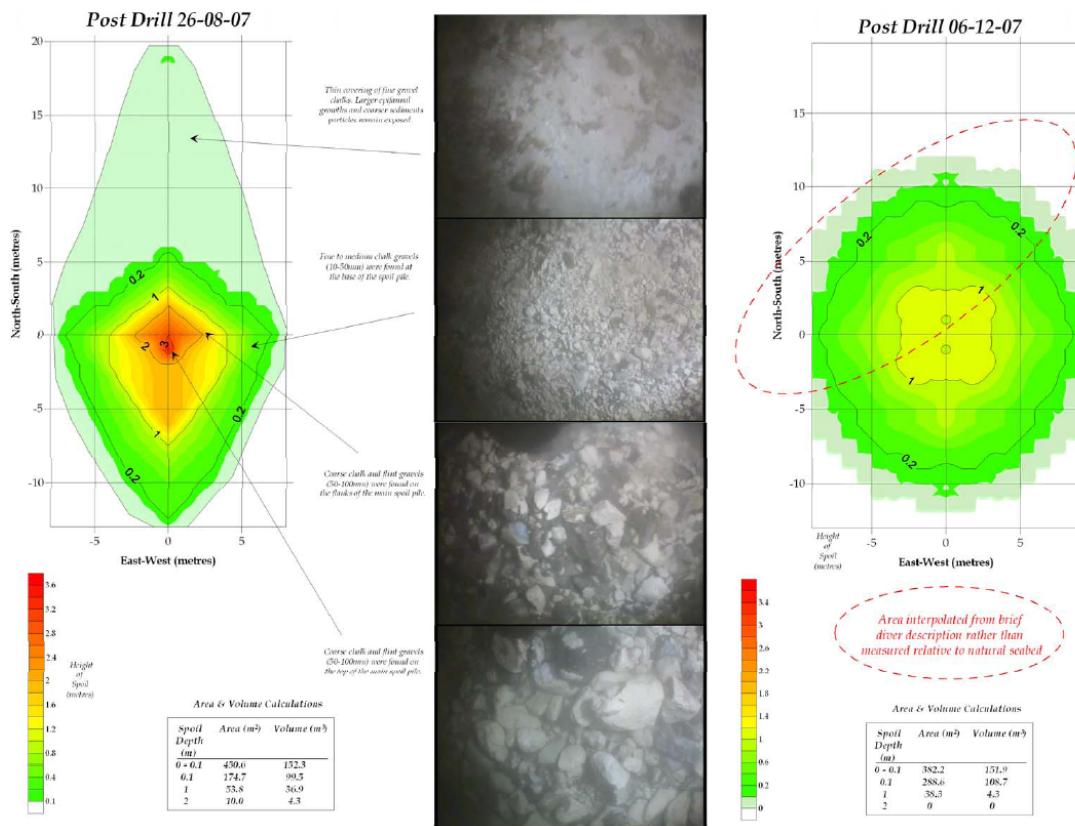 Post Drill 26-08-07
20
15
10
5
0
-5
-10
North-South (metres)
0.2
1
2
3
1
0.2
0.2
-5
0
5
East-West (metres)
3.6
2.8
2.4
2
1.6
1.2
0.8
0.4
0.1
Height
of
Spoil
(metres)
Thin covering of fine gravel
chalks. Larger epifaunal
growths and coarser sediments
particles remain exposed.
Fine to medium chalk gravels
(10-50mm) were found at
the base of the spoil pile.
Coarse chalk and flint gravels
(50-100mm) were found on
the flanks of the main spoil pile.
Coarse chalk and flint gravels
(50-100mm) were found on
the top of the main spoil pile.
Area & Volume Calculations
Spoil Depth (m) Area (m²) Volume (m³)
0 - 0.1 430.6 132.3
0.1 174.7 99.5
1 53.8 36.9
2 10.0 4.3
Post Drill 06-12-07
15
10
5
0
-5
-10
North-South (metres)
0.2
0.2
1
1
0.2
0.2
-5
0
5
East-West (metres)
Height
of
Spoil
(metres)
3.4
3
2.6
2.2
1.8
1.4
1
0.6
0.2
0
Area interpolated from brief
diver description rather than
measured relative to natural seabed
Area & Volume Calculations
Spoil Depth (m) Area (m²) Volume (m³)
0 - 0.1 382.2 151.9
0.1 288.6 108.7
1 38.3 4.3
2 0 0